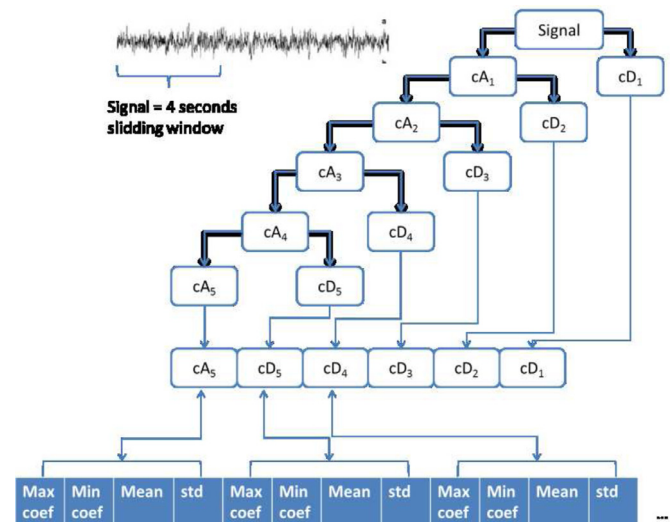 Signal
cA₁ cD₁
Signal = 4 seconds
slidding window
cA₂ cD₂
cA₃ cD₃
cA₄ cD₄
cA₅ cD₅
cA₅ cD₅ cD₄ cD₃ cD₂ cD₁
Max Min Mean std Max Min Mean std Max Min Mean std
coef coef coef coef coef coef ...